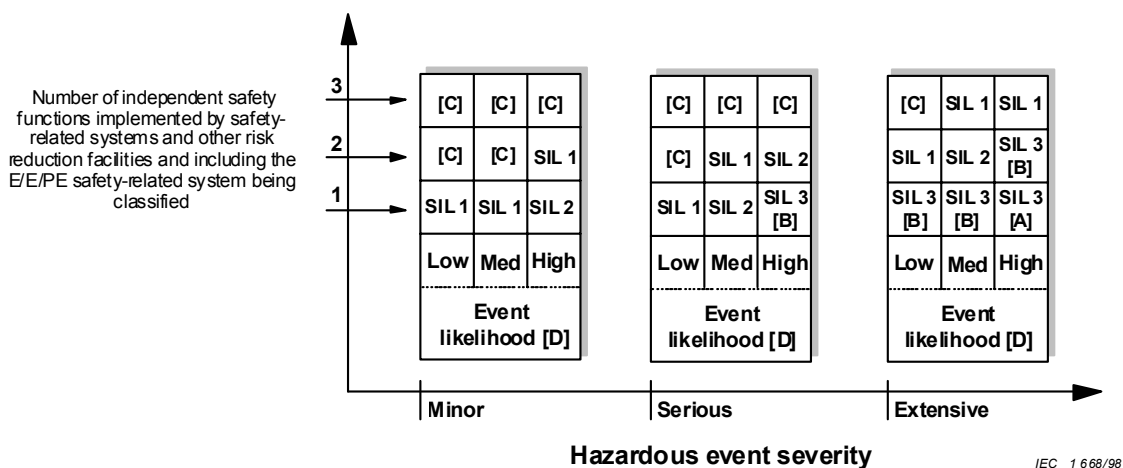 Number of independent safety
functions implemented by safety-
related systems and other risk
reduction facilities and including the
E/E/PE safety-related system being
classified
3
2
1
[C] [C] [C]
[C] [C] SIL 1
SIL 1 SIL 1 SIL 2
Low Med High
Event
likelihood [D]
[C] [C] [C]
[C] SIL 1 SIL 2
SIL 1 SIL 2 SIL 3
[B]
Low Med High
Event
likelihood [D]
[C] SIL 1 SIL 1
SIL 1 SIL 2 SIL 3
[B]
SIL 3 SIL 3 SIL 3
[B] [B] [A]
Low Med High
Event
likelihood [D]
Minor
Serious
Extensive
Hazardous event severity
IEC 1 668/98